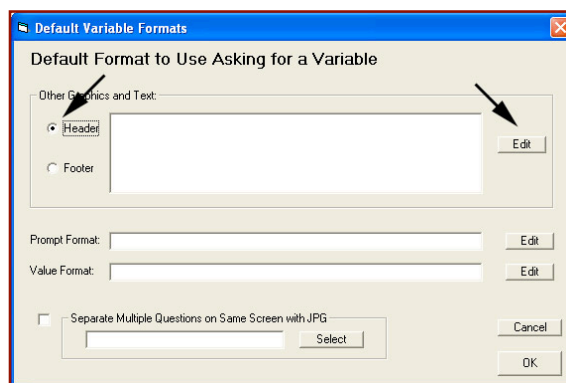 Default Variable Formats
Default Format to Use Asking for a Variable
Other Graphics and Text:
Header
Edit
Footer
Prompt Format:
Edit
Value Format:
Edit
Separate Multiple Questions on Same Screen with JPG
Cancel
Select
OK